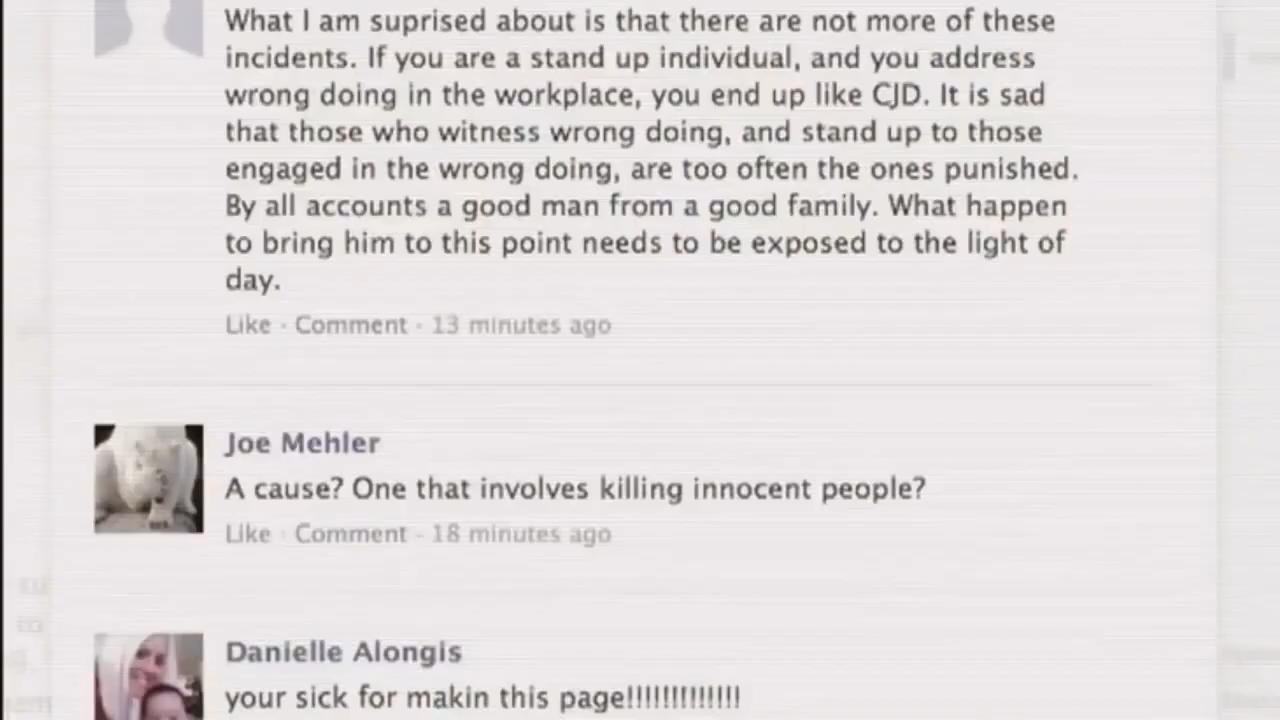 What I am suprised about is that there are not more of these
incidents. If you are a stand up individual, and you address
wrong doing in the workplace, you end up like CJD. It is sad
that those who witness wrong doing, and stand up to those
engaged in the wrong doing, are too often the ones punished.
By all accounts a good man from a good family. What happen
to bring him to this point needs to be exposed to the light of
day.
Like · Comment · 13 minutes ago
Joe Mehler
A cause? One that involves killing innocent people?
Like · Comment · 18 minutes ago
Danielle Alongis
your sick for makin this page!!!!!!!!!!!!!!